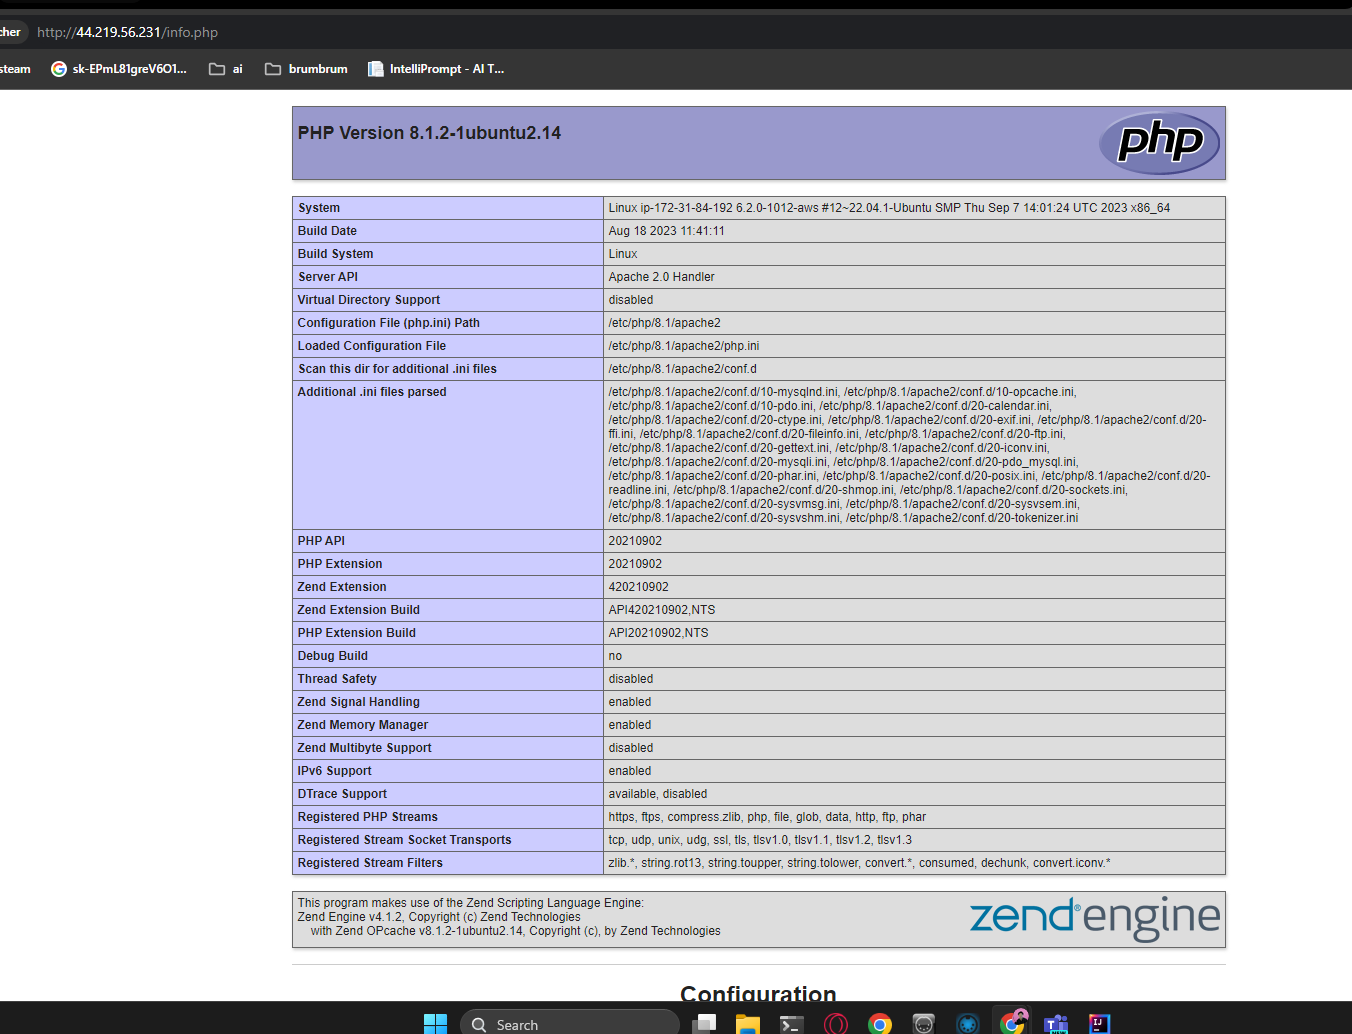 cher http://44.219.56.231/info.php
steam sk-EPmL81greV6O1... ai brumbrum IntelliPrompt - AI T...
PHP Version 8.1.2-1ubuntu2.14
php
System Linux ip-172-31-84-192 6.2.0-1012-aws #12~22.04.1-Ubuntu SMP Thu Sep 7 14:01:24 UTC 2023 x86_64
Build Date Aug 18 2023 11:41:11
Build System Linux
Server API Apache 2.0 Handler
Virtual Directory Support disabled
Configuration File (php.ini) Path /etc/php/8.1/apache2
Loaded Configuration File /etc/php/8.1/apache2/php.ini
Scan this dir for additional .ini files /etc/php/8.1/apache2/conf.d
Additional .ini files parsed /etc/php/8.1/apache2/conf.d/10-mysqlnd.ini, /etc/php/8.1/apache2/conf.d/10-opcache.ini,
/etc/php/8.1/apache2/conf.d/10-pdo.ini, /etc/php/8.1/apache2/conf.d/20-calendar.ini,
/etc/php/8.1/apache2/conf.d/20-ctype.ini, /etc/php/8.1/apache2/conf.d/20-exif.ini, /etc/php/8.1/apache2/conf.d/20-
ffi.ini, /etc/php/8.1/apache2/conf.d/20-fileinfo.ini, /etc/php/8.1/apache2/conf.d/20-ftp.ini,
/etc/php/8.1/apache2/conf.d/20-gettext.ini, /etc/php/8.1/apache2/conf.d/20-iconv.ini,
/etc/php/8.1/apache2/conf.d/20-mysqli.ini, /etc/php/8.1/apache2/conf.d/20-pdo_mysql.ini,
/etc/php/8.1/apache2/conf.d/20-phar.ini, /etc/php/8.1/apache2/conf.d/20-posix.ini, /etc/php/8.1/apache2/conf.d/20-
readline.ini, /etc/php/8.1/apache2/conf.d/20-shmop.ini, /etc/php/8.1/apache2/conf.d/20-sockets.ini,
/etc/php/8.1/apache2/conf.d/20-sysvmsg.ini, /etc/php/8.1/apache2/conf.d/20-sysvsem.ini,
/etc/php/8.1/apache2/conf.d/20-sysvshm.ini, /etc/php/8.1/apache2/conf.d/20-tokenizer.ini
PHP API 20210902
PHP Extension 20210902
Zend Extension 420210902
Zend Extension Build API420210902,NTS
PHP Extension Build API20210902,NTS
Debug Build no
Thread Safety disabled
Zend Signal Handling enabled
Zend Memory Manager enabled
Zend Multibyte Support disabled
IPv6 Support enabled
DTrace Support available, disabled
Registered PHP Streams https, ftps, compress.zlib, php, file, glob, data, http, ftp, phar
Registered Stream Socket Transports tcp, udp, unix, udg, ssl, tls, tlsv1.0, tlsv1.1, tlsv1.2, tlsv1.3
Registered Stream Filters zlib.*, string.rot13, string.toupper, string.tolower, convert.*, consumed, dechunk, convert.iconv.*
This program makes use of the Zend Scripting Language Engine:
Zend Engine v4.1.2, Copyright (c) Zend Technologies
with Zend OPcache v8.1.2-1ubuntu2.14, Copyright (c), by Zend Technologies
zend® engine
Configuration
Search